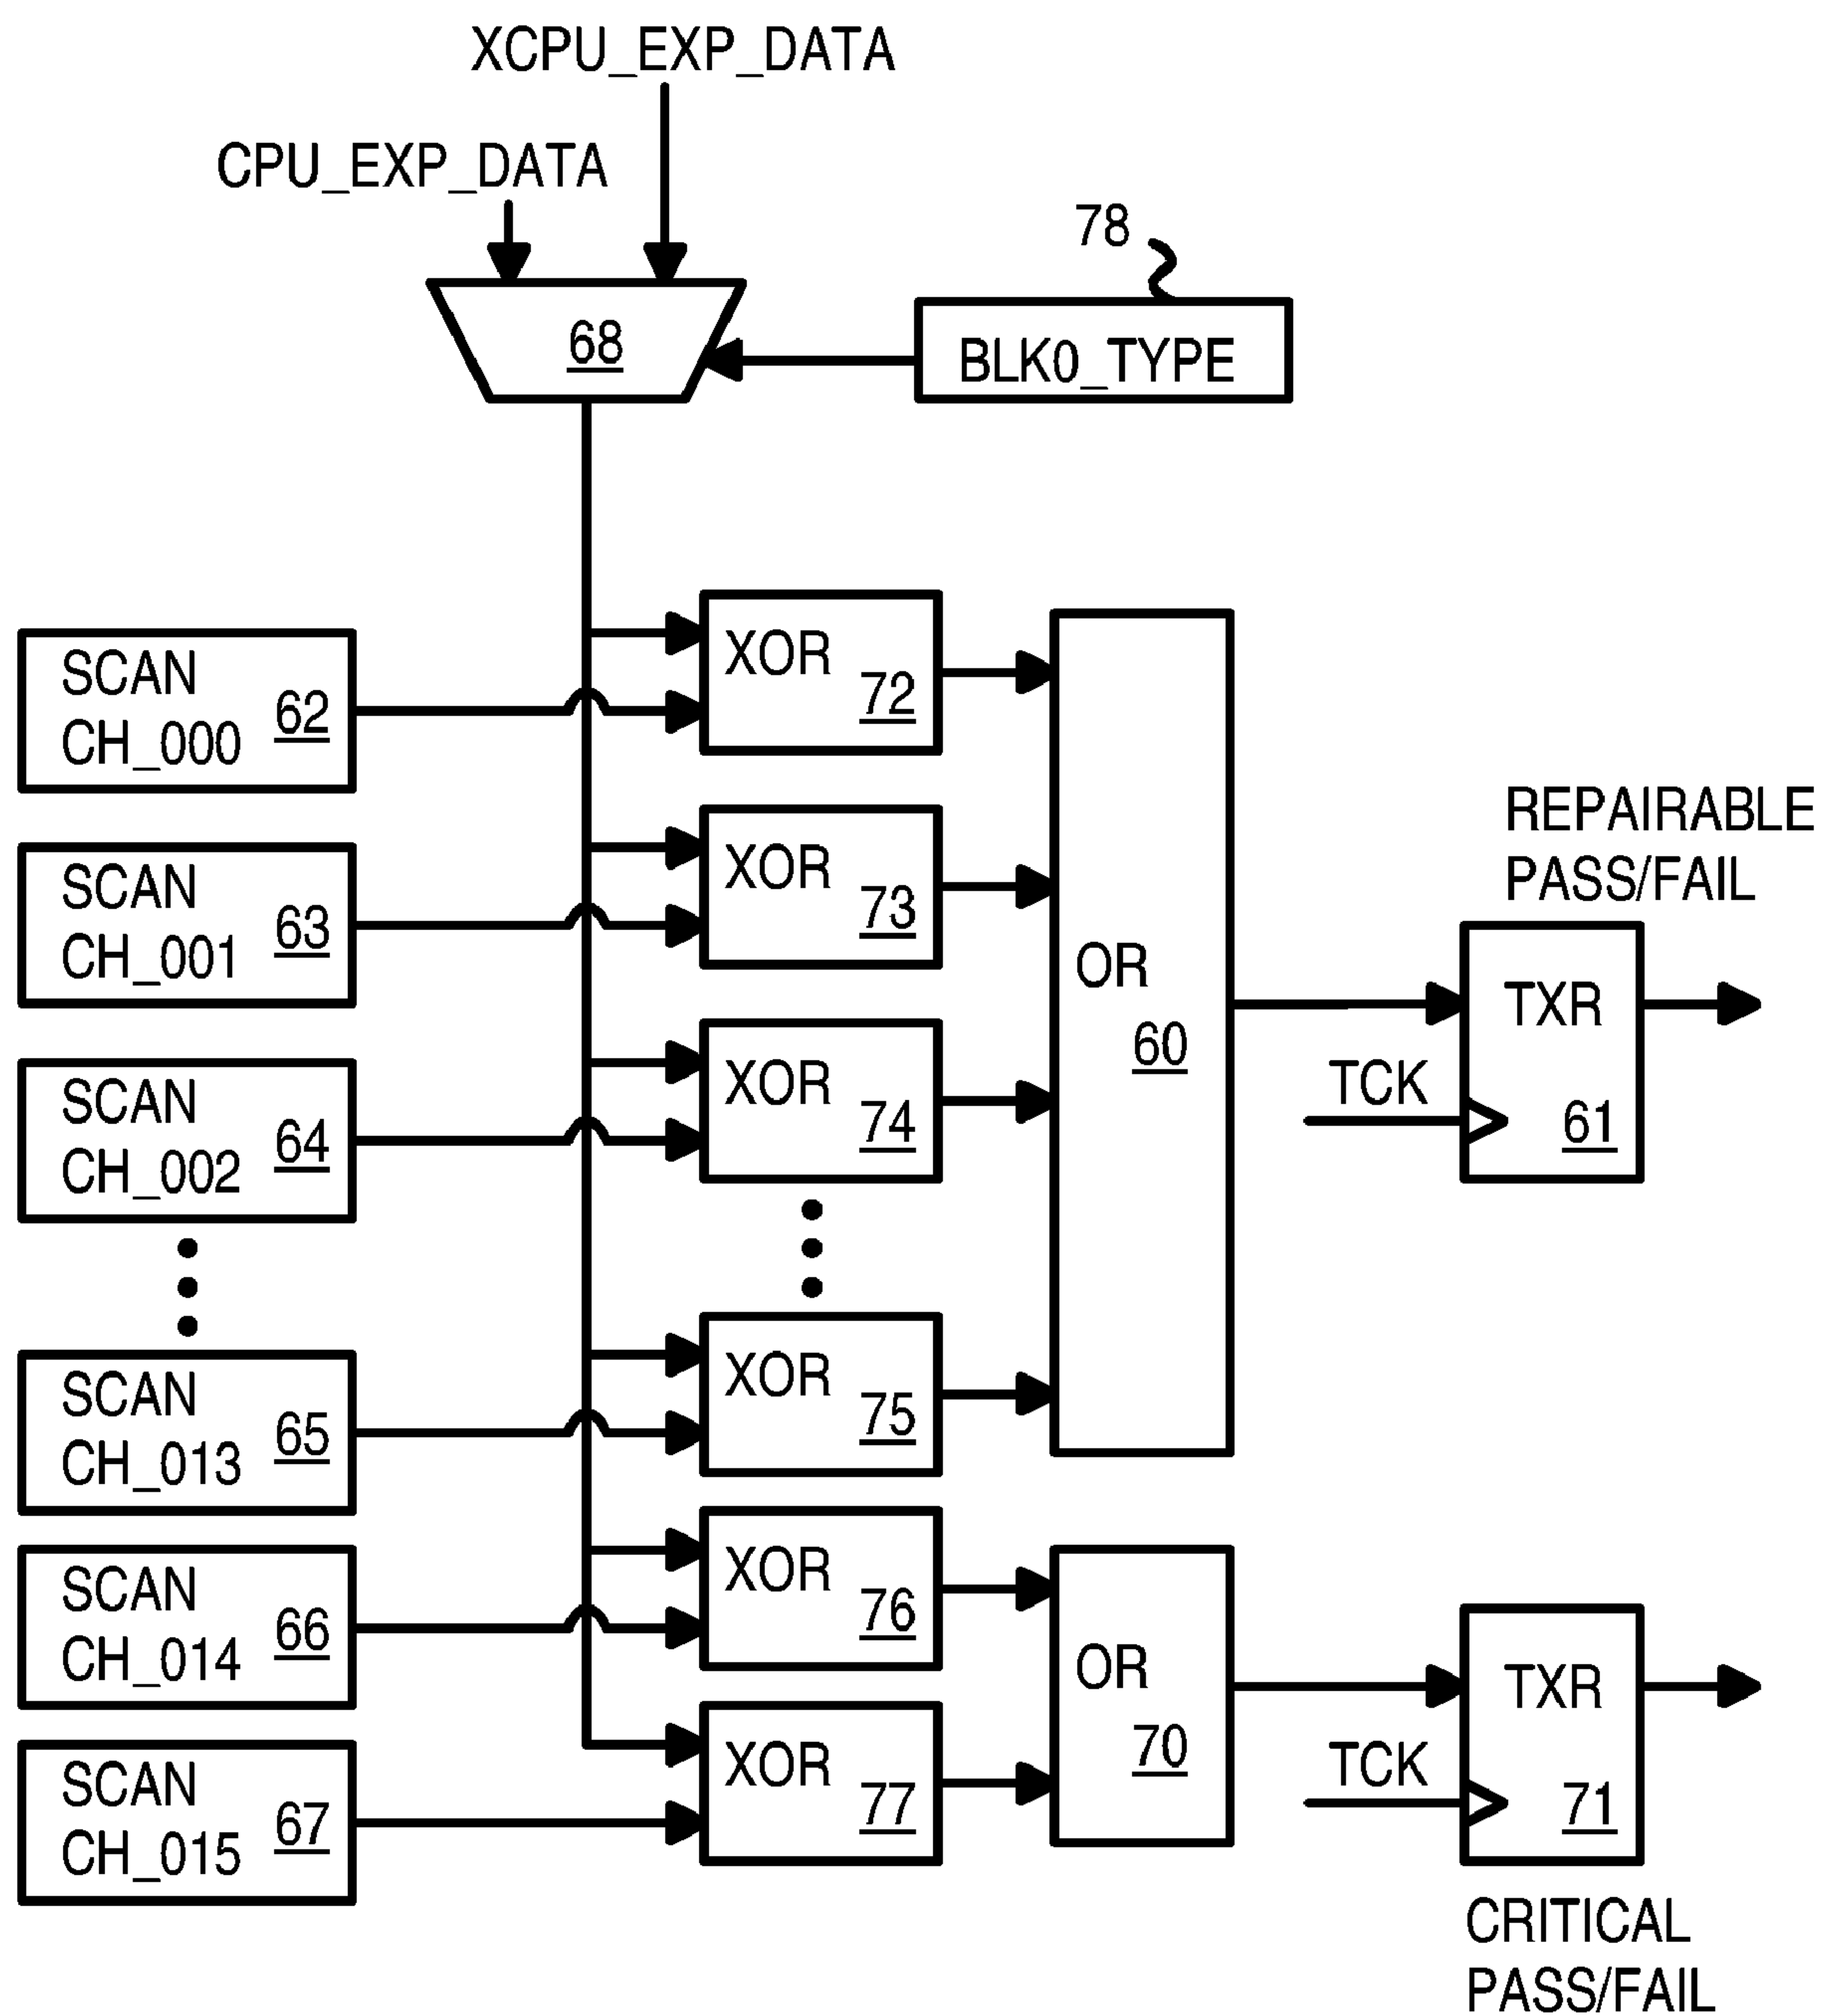 XCPU_EXP_DATA
CPU_EXP_DATA
78
68
BLK0_TYPE
SCAN
CH_000
62
XOR
72
SCAN
CH_001
63
XOR
73
SCAN
CH_002
64
XOR
74
SCAN
CH_013
65
XOR
75
SCAN
CH_014
66
XOR
76
SCAN
CH_015
67
XOR
77
OR
60
REPAIRABLE
PASS/FAIL
TXR
TCK
61
OR
70
TXR
TCK
71
CRITICAL
PASS/FAIL